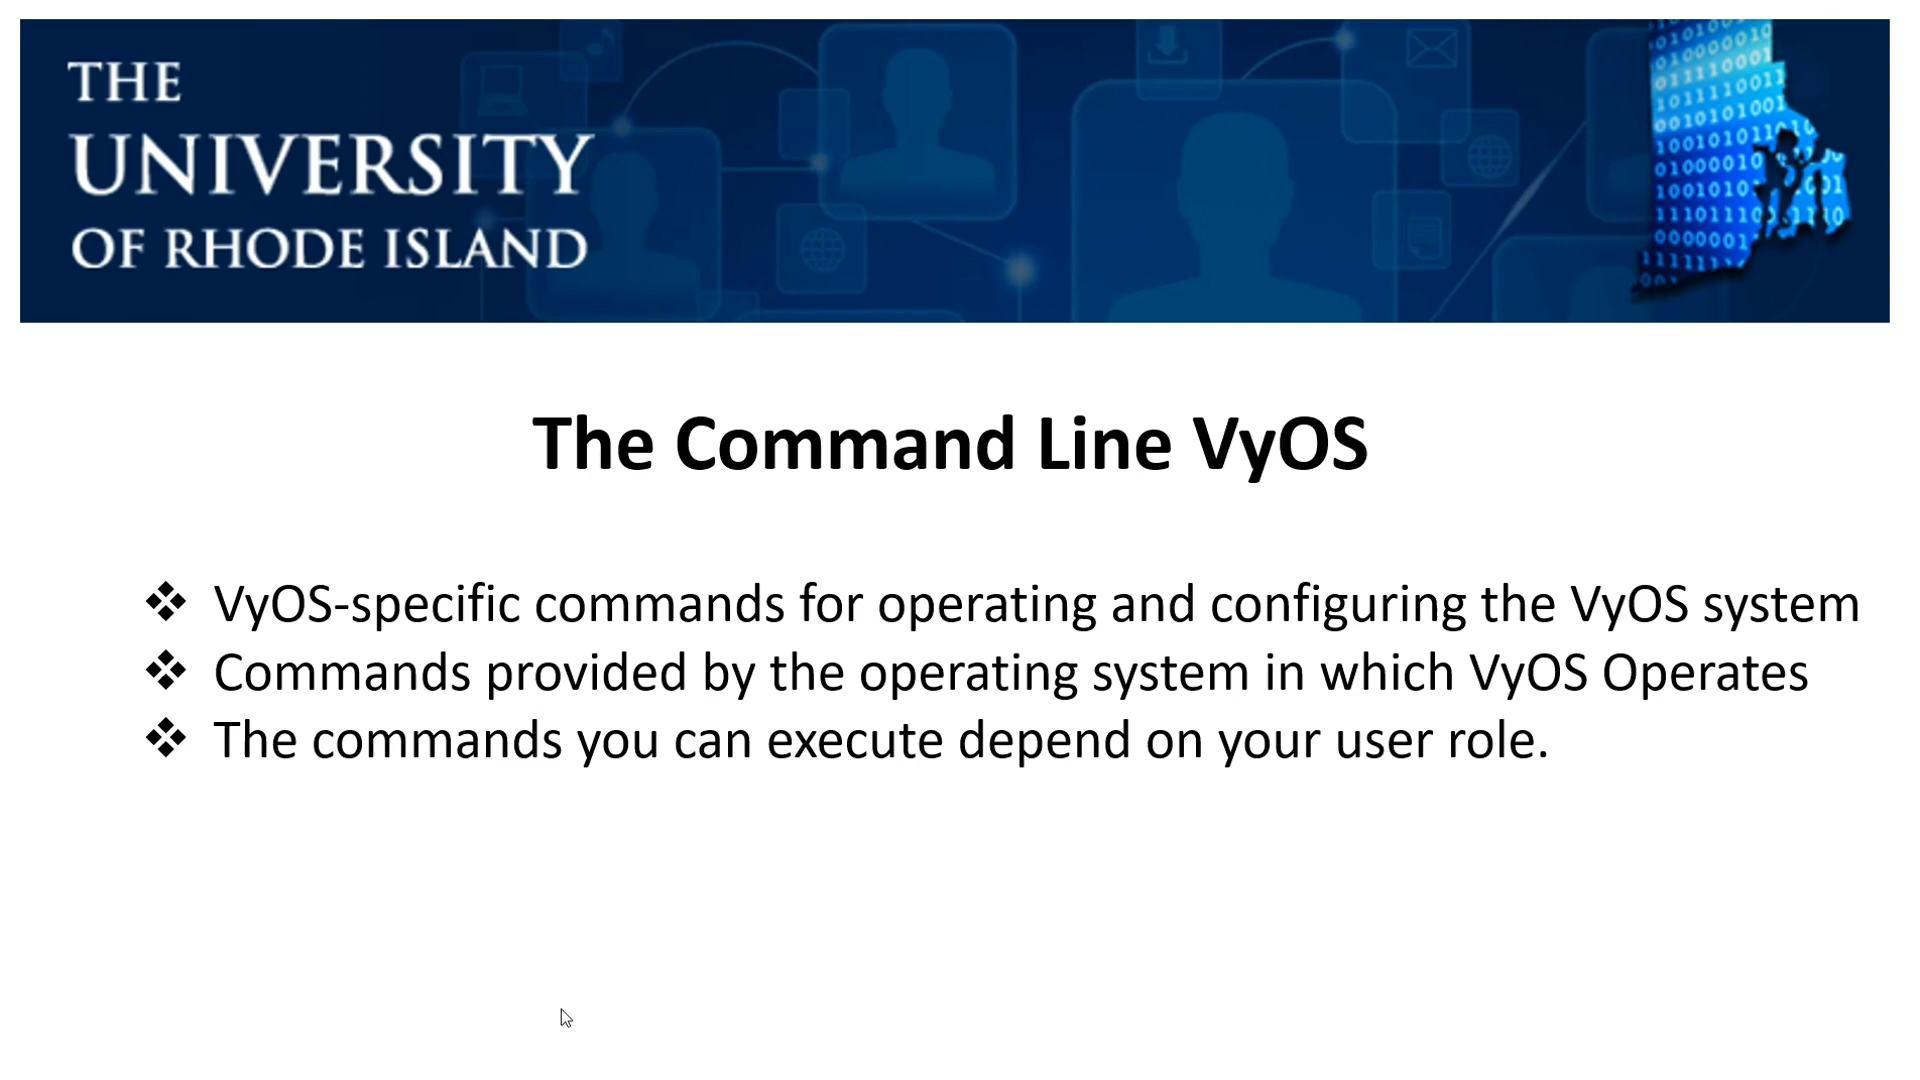 THE
UNIVERSITY
OF RHODE ISLAND
The Command Line VyOS
❖ VyOS-specific commands for operating and configuring the VyOS system
❖ Commands provided by the operating system in which VyOS Operates
❖ The commands you can execute depend on your user role.